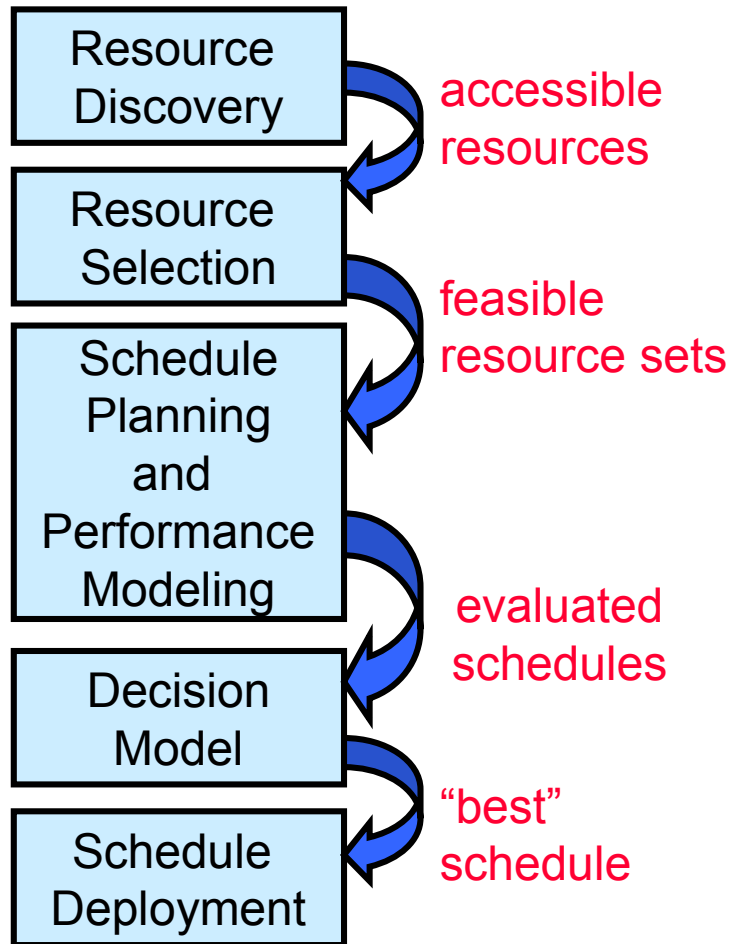 Resource
Discovery
accessible
resources
Resource
Selection
feasible
resource sets
Schedule
Planning
and
Performance
Modeling
evaluated
schedules
Decision
Model
“best”
schedule
Schedule
Deployment